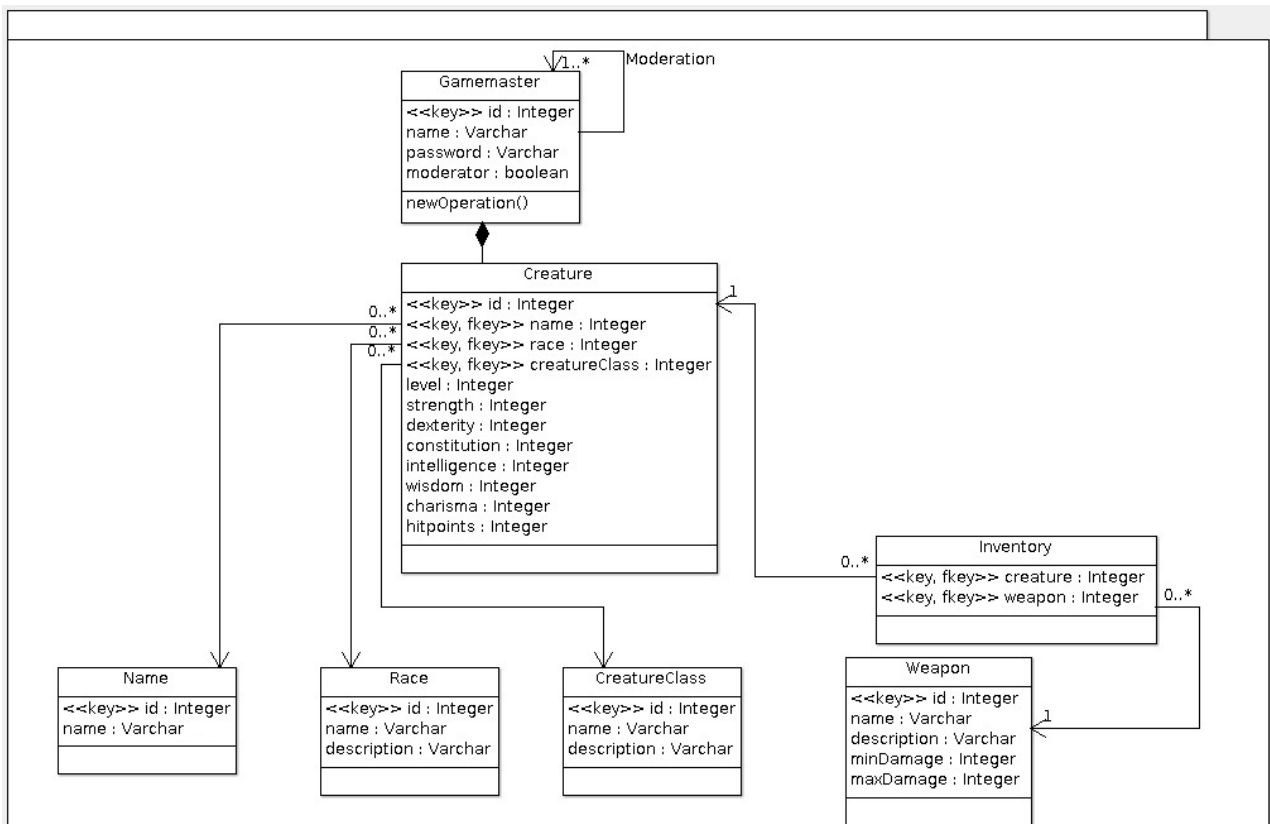 Moderation
1..*
Gamemaster
<<key>> id : Integer
name : Varchar
password : Varchar
moderator : boolean
newOperation()
Creature
<<key>> id : Integer
<<key, fkey>> name : Integer
<<key, fkey>> race : Integer
<<key, fkey>> creatureClass : Integer
level : Integer
strength : Integer
dexterity : Integer
constitution : Integer
intelligence : Integer
wisdom : Integer
charisma : Integer
hitpoints : Integer
0..*
0..*
0..*
1
0..*
Inventory
<<key, fkey>> creature : Integer
<<key, fkey>> weapon : Integer
0..*
Name
<<key>> id : Integer
name : Varchar
Race
<<key>> id : Integer
name : Varchar
description : Varchar
CreatureClass
<<key>> id : Integer
name : Varchar
description : Varchar
Weapon
<<key>> id : Integer
name : Varchar
description : Varchar
minDamage : Integer
maxDamage : Integer
1